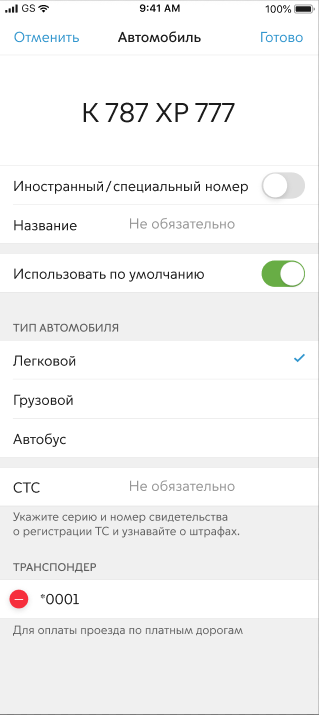 GS 9:41 AM 100%
Отменить Автомобиль Готово
К 787 ХР 777
Иностранный/специальный номер
Название Не обязательно
Использовать по умолчанию
ТИП АВТОМОБИЛЯ
Легковой
Грузовой
Автобус
СТС Не обязательно
Укажите серию и номер свидетельства
о регистрации ТС и узнавайте о штрафах.
ТРАНСПОНДЕР
*0001
Для оплаты проезда по платным дорогам